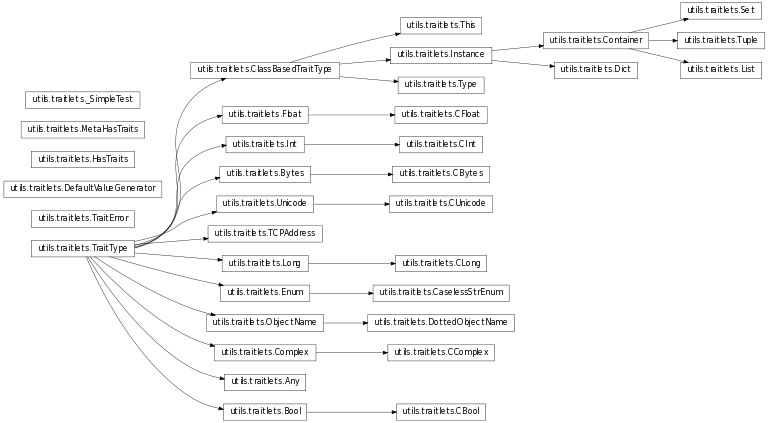 utils.traitlets.Set
utils.traitlets.This
utils.traitlets.Container
utils.traitlets.Tuple
utils.traitlets.Instance
utils.traitlets.ClassBasedTraitType
utils.traitlets.Dict
utils.traitlets.List
utils.traitlets.Type
utils.traitlets._SimpleTest
utils.traitlets.Float
utils.traitlets.CFloat
utils.traitlets.MetaHasTraits
utils.traitlets.Int
utils.traitlets.CInt
utils.traitlets.HasTraits
utils.traitlets.Bytes
utils.traitlets.CBytes
utils.traitlets.DefaultValueGenerator
utils.traitlets.Unicode
utils.traitlets.CUnicode
utils.traitlets.TraitError
utils.traitlets.TCPAddress
utils.traitlets.TraitType
utils.traitlets.Long
utils.traitlets.CLong
utils.traitlets.Enum
utils.traitlets.CaselessStrEnum
utils.traitlets.ObjectName
utils.traitlets.DottedObjectName
utils.traitlets.Complex
utils.traitlets.CComplex
utils.traitlets.Any
utils.traitlets.Bool
utils.traitlets.CBool